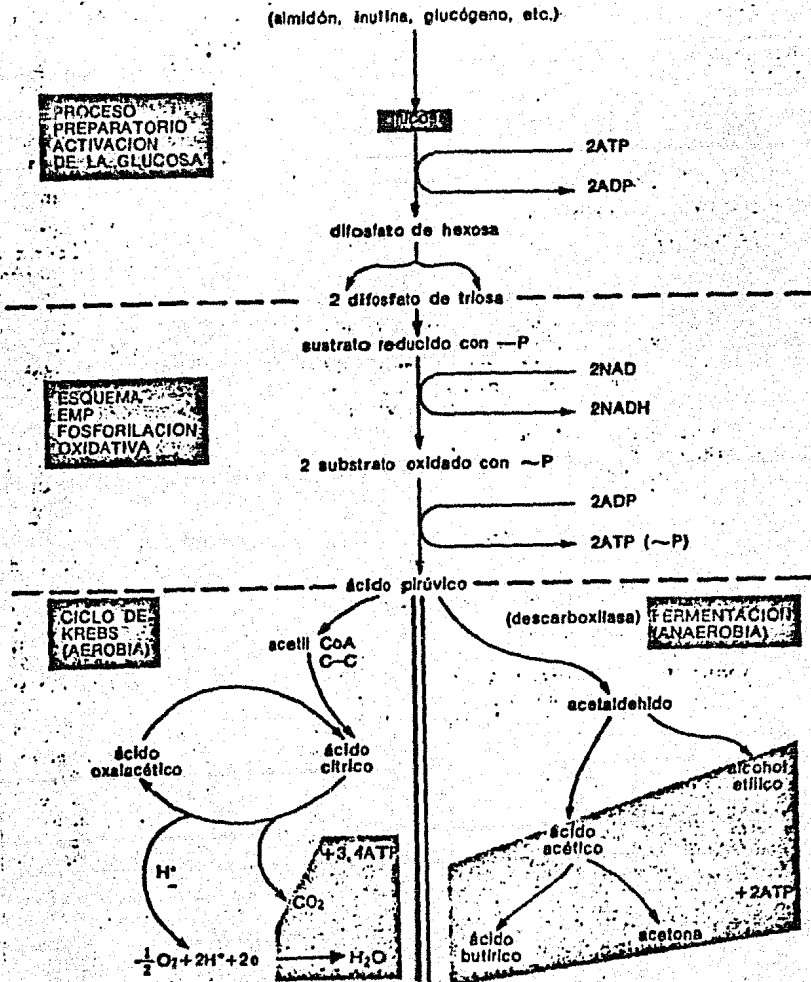 (almidón, inulina, glucógeno, etc.)
PROCESO
PREPARATORIO
ACTIVACION
DE LA GLUCOSA
GLUCOSA
2ATP
2ADP
difosfato de hexosa
2 difosfato de triosa
sustrato reducido con —P
ESQUEMA
EMP
FOSFORILACION
OXIDATIVA
2NAD
2NADH
2 substrato oxidado con ~P
2ADP
2ATP (~P)
ácido pirúvico
CICLO DE
KREBS
(AEROBIA)
(descarboxilasa)
FERMENTACIÓN
(ANAEROBIA)
acetil CoA
C-C
acetaldehido
ácido
oxalacético
ácido
cítrico
alcohol
etílico
ácido
acético
H⁺
+3,4ATP
CO₂
+2ATP
ácido
butírico
acetona
½O₂+2H⁺+2e
H₂O